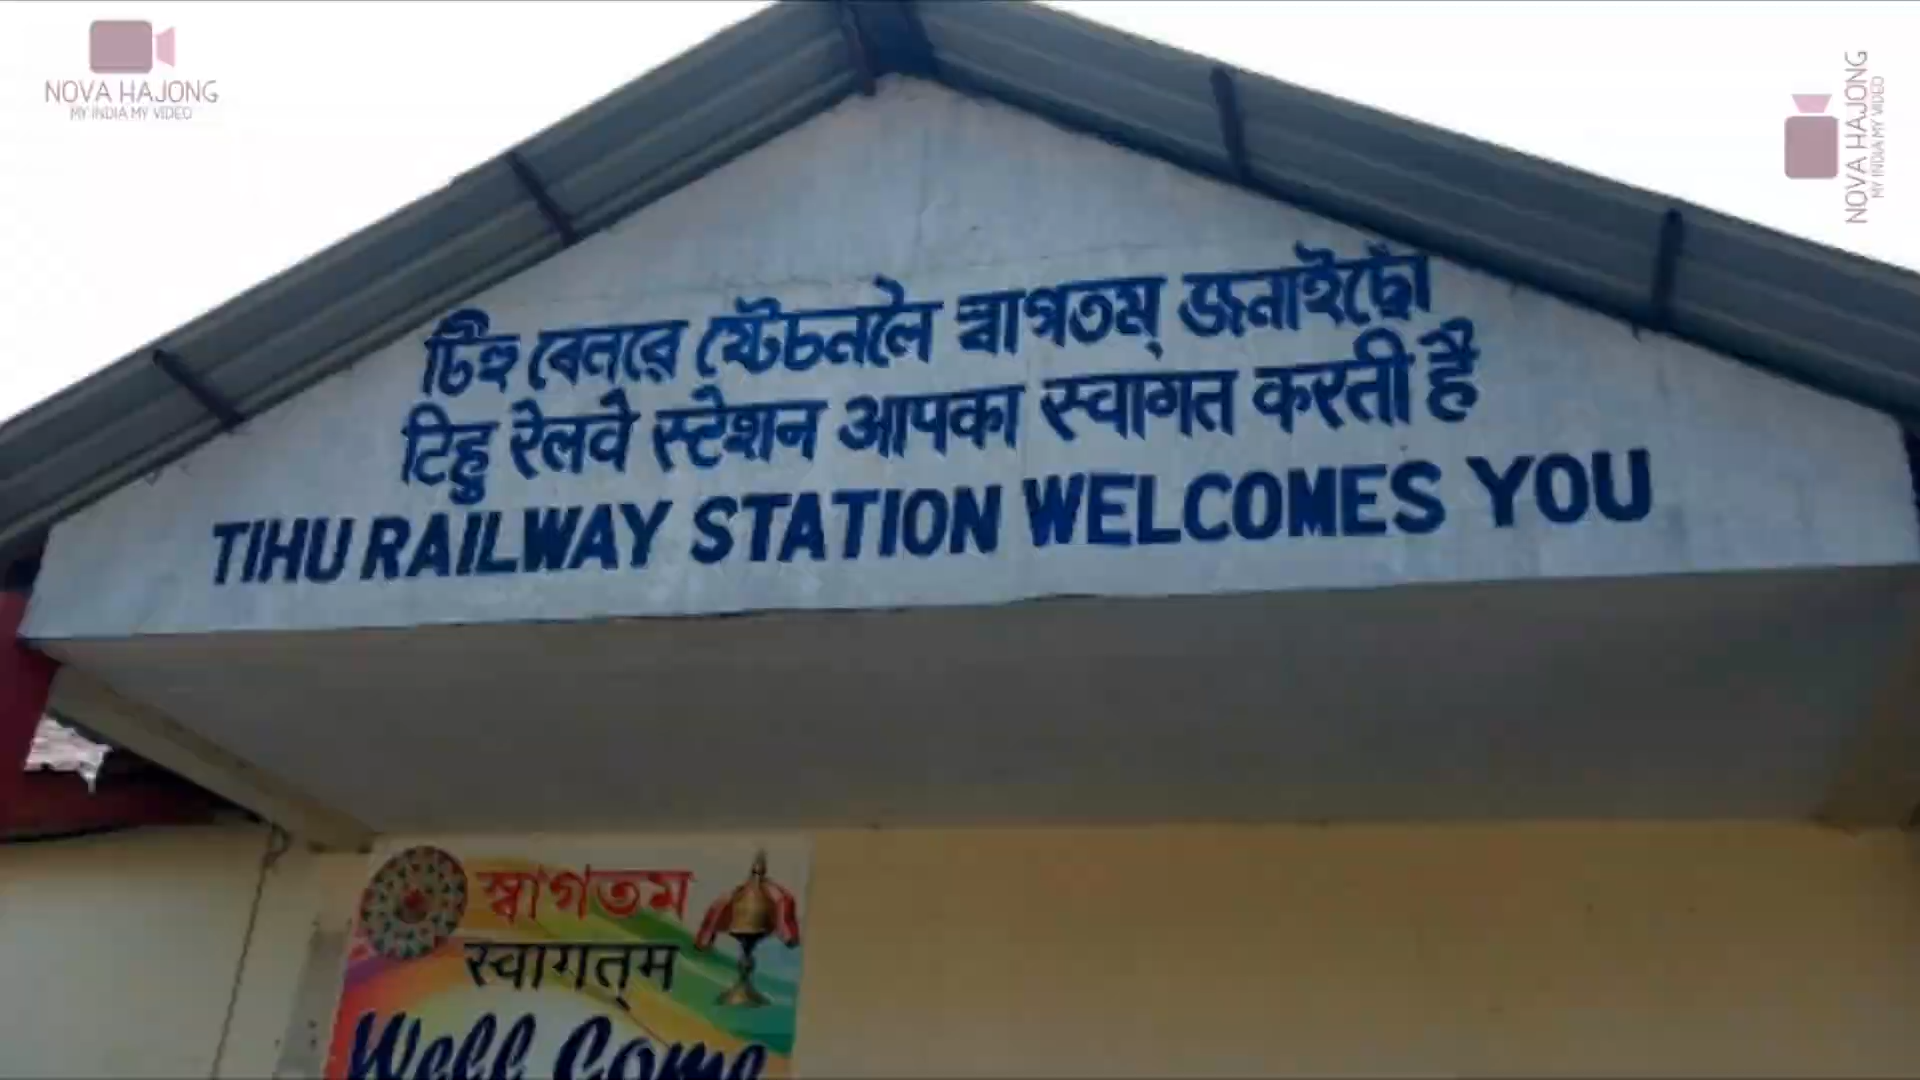 NOVA HAJONG
MY INDIA MY VIDEO
NOVA HAJONG
MY INDIA MY VIDEO
টিহু ৰেলৱে ষ্টেচনলৈ স্বাগতম্ জনাইছোঁ
टिहु रेलवे स्टेशन आपका स्वागत करती है
TIHU RAILWAY STATION WELCOMES YOU
স্বাগতম
स्वागत्म
Well Come